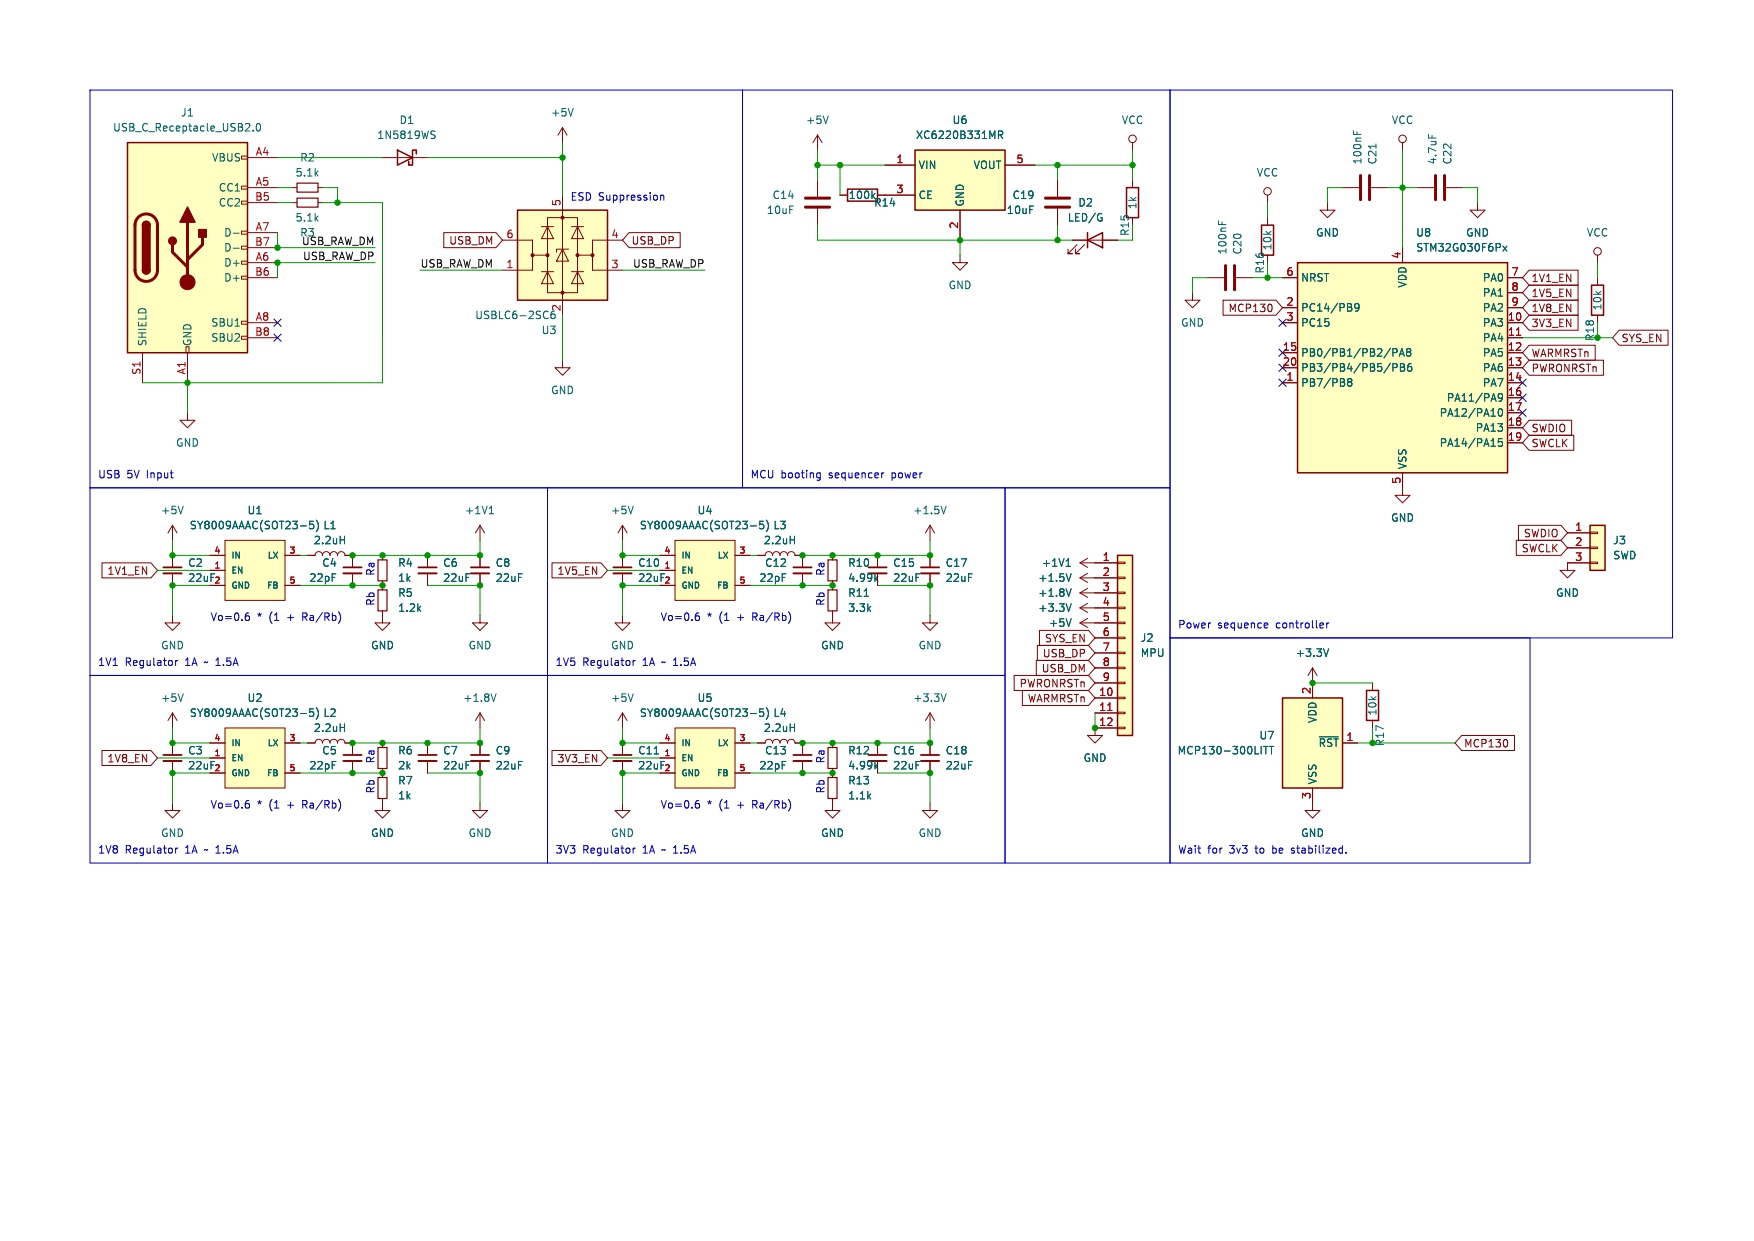 J1
USB_C_Receptacle_USB2.0
VBUS
A4
CC1
A5
CC2
B5
D-
A7
D-
B7
D+
A6
D+
B6
SBU1
A8
SBU2
B8
SHIELD
GND
S1
A1
GND
R2
5.1k
5.1k
R3
USB_RAW_DM
USB_RAW_DP
D1
1N5819WS
+5V
ESD Suppression
5
USB_DM
6
4
USB_DP
USB_RAW_DM
1
3
USB_RAW_DP
2
USBLC6-2SC6
U3
GND
USB 5V Input
+5V
U6
XC6220B331MR
VCC
1
VIN
VOUT
5
3
CE
GND
2
100k
R14
C14
10uF
C19
10uF
D2
LED/G
1k
R15
GND
MCU booting sequencer power
VCC
100nF
C21
4.7uF
C22
GND
GND
VCC
10k
R16
100nF
C20
GND
U8
STM32G030F6Px
4
VDD
6
NRST
MCP130
2
PC14/PB9
3
PC15
15
PB0/PB1/PB2/PA8
20
PB3/PB4/PB5/PB6
1
PB7/PB8
PA0
7
1V1_EN
PA1
8
1V5_EN
PA2
9
1V8_EN
PA3
10
3V3_EN
PA4
11
SYS_EN
PA5
12
WARMRSTn
PA6
13
PWRONRSTn
PA7
14
PA11/PA9
16
PA12/PA10
17
PA13
18
SWDIO
PA14/PA15
19
SWCLK
VSS
5
GND
VCC
10k
R18
SWDIO
1
SWCLK
2
3
J3
SWD
GND
Power sequence controller
+5V
U1
SY8009AAAC(SOT23-5)
L1
2.2uH
+1V1
4
IN
LX
3
1V1_EN
1
EN
2
GND
FB
5
C2
22uF
C4
22pF
Ra
R4
1k
Rb
R5
1.2k
C6
22uF
C8
22uF
Vo=0.6 * (1 + Ra/Rb)
GND
GND
GND
1V1 Regulator 1A ~ 1.5A
+5V
U4
SY8009AAAC(SOT23-5)
L3
2.2uH
+1.5V
4
IN
LX
3
1V5_EN
1
EN
2
GND
FB
5
C10
22uF
C12
22pF
Ra
R10
4.99k
Rb
R11
3.3k
C15
22uF
C17
22uF
Vo=0.6 * (1 + Ra/Rb)
GND
GND
GND
1V5 Regulator 1A ~ 1.5A
+5V
U2
SY8009AAAC(SOT23-5)
L2
2.2uH
+1.8V
4
IN
LX
3
1V8_EN
1
EN
2
GND
FB
5
C3
22uF
C5
22pF
Ra
R6
2k
Rb
R7
1k
C7
22uF
C9
22uF
Vo=0.6 * (1 + Ra/Rb)
GND
GND
GND
1V8 Regulator 1A ~ 1.5A
+5V
U5
SY8009AAAC(SOT23-5)
L4
2.2uH
+3.3V
4
IN
LX
3
3V3_EN
1
EN
2
GND
FB
5
C11
22uF
C13
22pF
Ra
R12
4.99k
Rb
R13
1.1k
C16
22uF
C18
22uF
Vo=0.6 * (1 + Ra/Rb)
GND
GND
GND
3V3 Regulator 1A ~ 1.5A
+1V1
1
+1.5V
2
+1.8V
3
+3.3V
4
+5V
5
SYS_EN
6
USB_DP
7
USB_DM
8
PWRONRSTn
9
WARMRSTn
10
11
12
J2
MPU
GND
+3.3V
2
VDD
10k
R17
U7
MCP130-300LITT
RST
1
MCP130
VSS
3
GND
Wait for 3v3 to be stabilized.